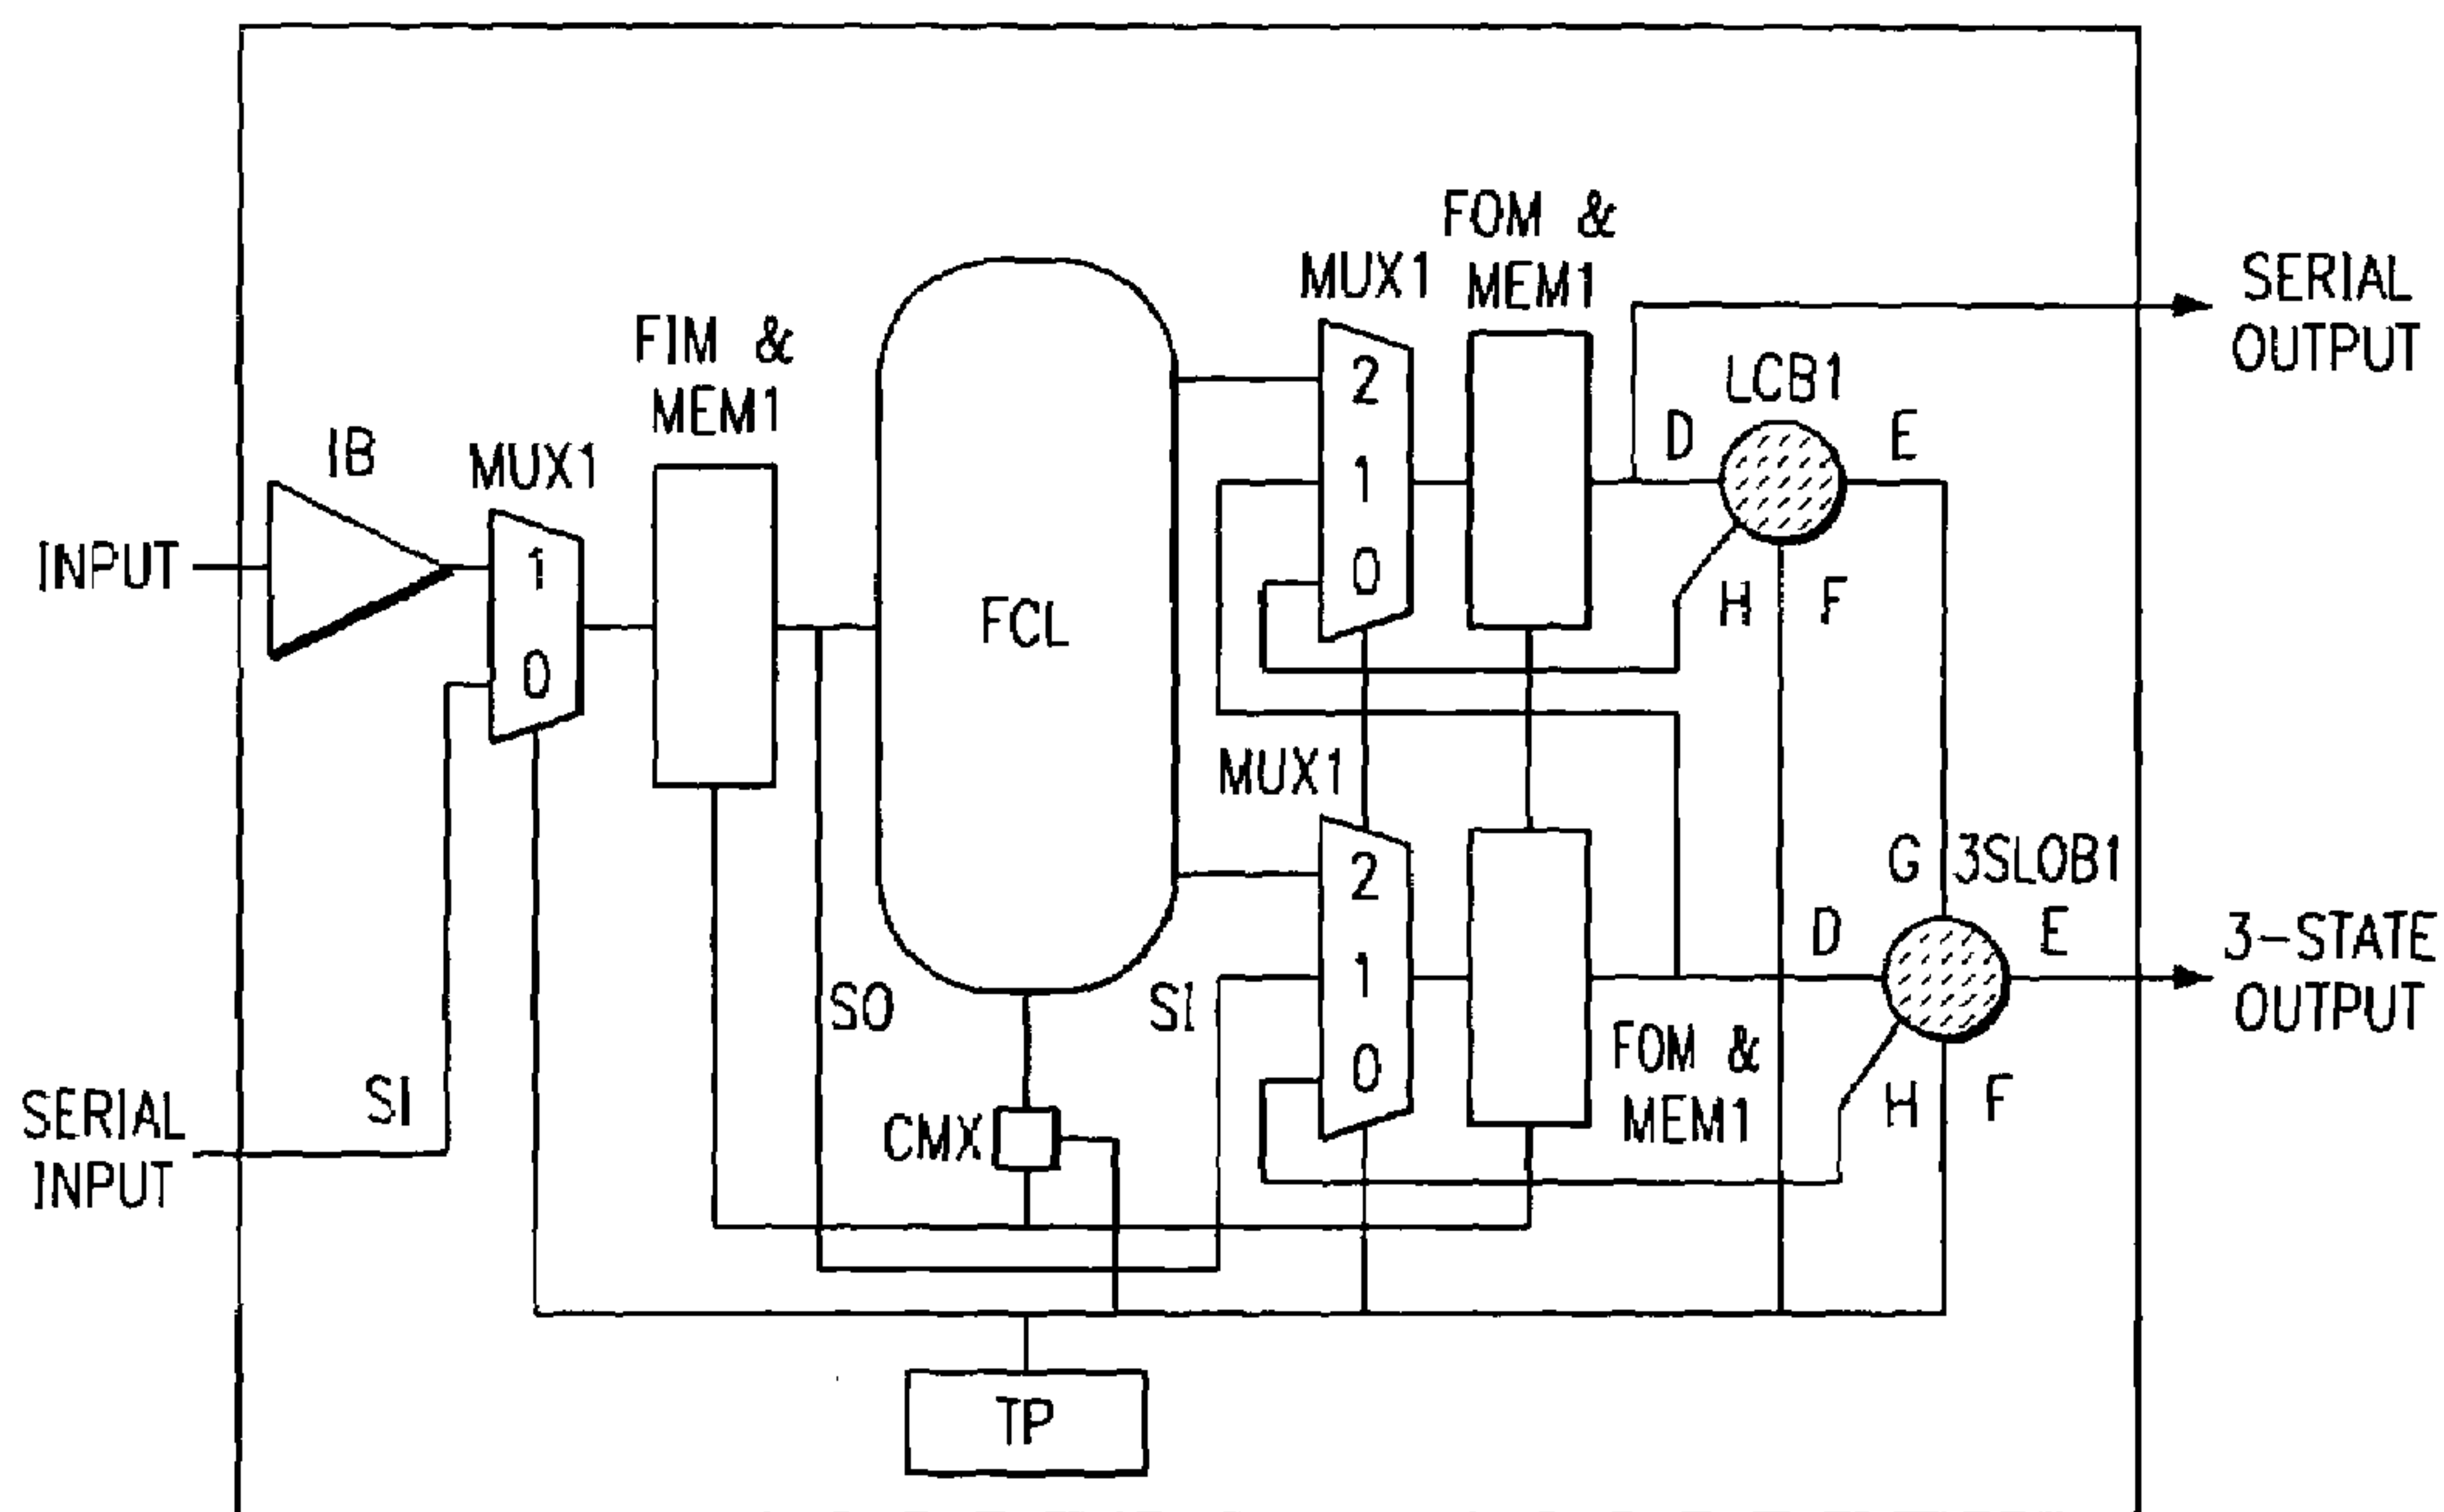 FOM &
MEM1
MUX1
SERIAL
OUTPUT
FIM &
MEM1
2
LCB1
IB
MUX1
D
E
1
INPUT
1
0
FCL
H
F
0
MUX1
G
3SLOB1
2
D
E
3-STATE
OUTPUT
SO
SI
1
FOM &
MEM1
0
SI
SERIAL
INPUT
CMX
H
F
TP